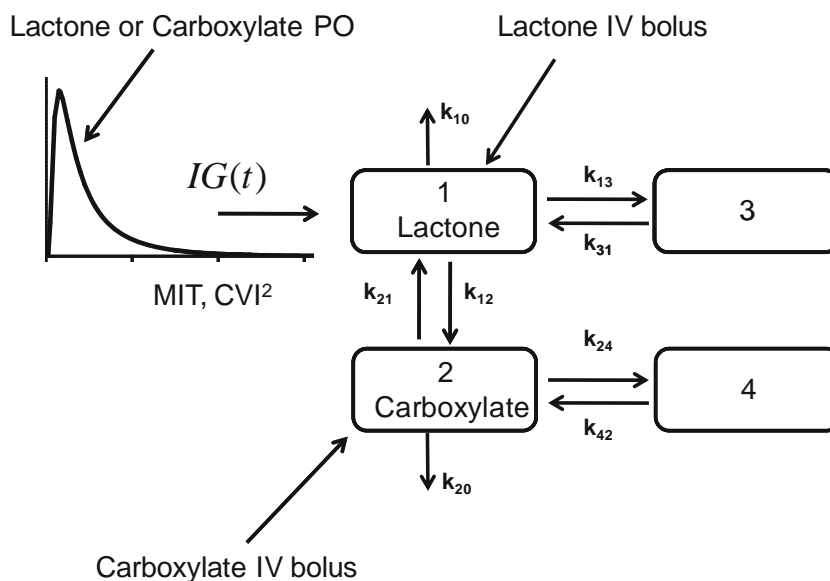 Lactone or Carboxylate PO
Lactone IV bolus
k10
IG(t)
1
Lactone
k13
k31
3
MIT, CVI²
k21
k12
2
Carboxylate
k24
k42
4
k20
Carboxylate IV bolus